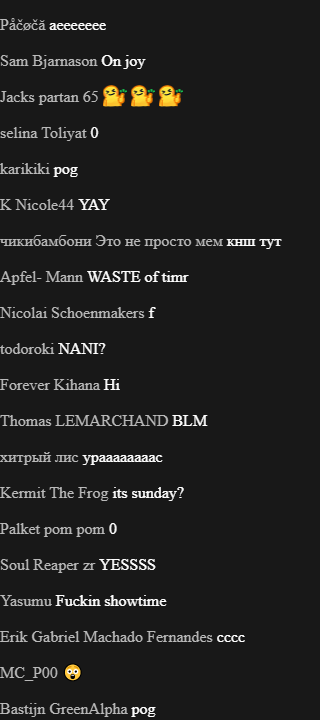 Påčøčă aeeeeeee
Sam Bjarnason On joy
Jacks partan 65
selina Toliyat 0
karikiki pog
K Nicole44 YAY
чикибамбони Это не просто мем кнш тут
Apfel- Mann WASTE of timr
Nicolai Schoenmakers f
todoroki NANI?
Forever Kihana Hi
Thomas LEMARCHAND BLM
хитрый лис ураааааааас
Kermit The Frog its sunday?
Palket pom pom 0
Soul Reaper zr YESSSS
Yasumu Fuckin showtime
Erik Gabriel Machado Fernandes cccc
MC_P00
Bastijn GreenAlpha pog